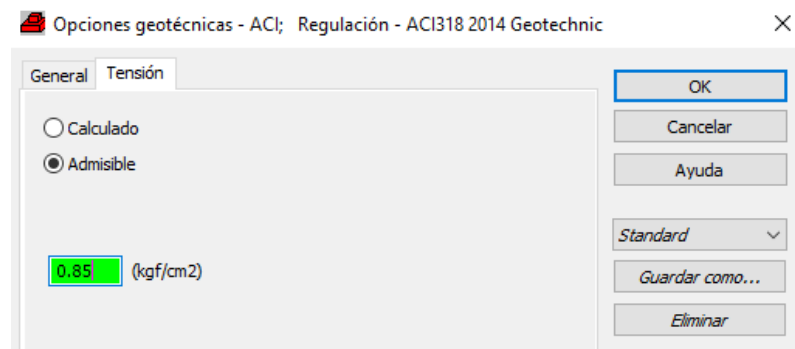 Opciones geotécnicas - ACI; Regulación - ACI318 2014 Geotechnic
General Tensión
OK
Calculado
Cancelar
Admisible
Ayuda
Standard
0.85 (kgf/cm2)
Guardar como...
Eliminar